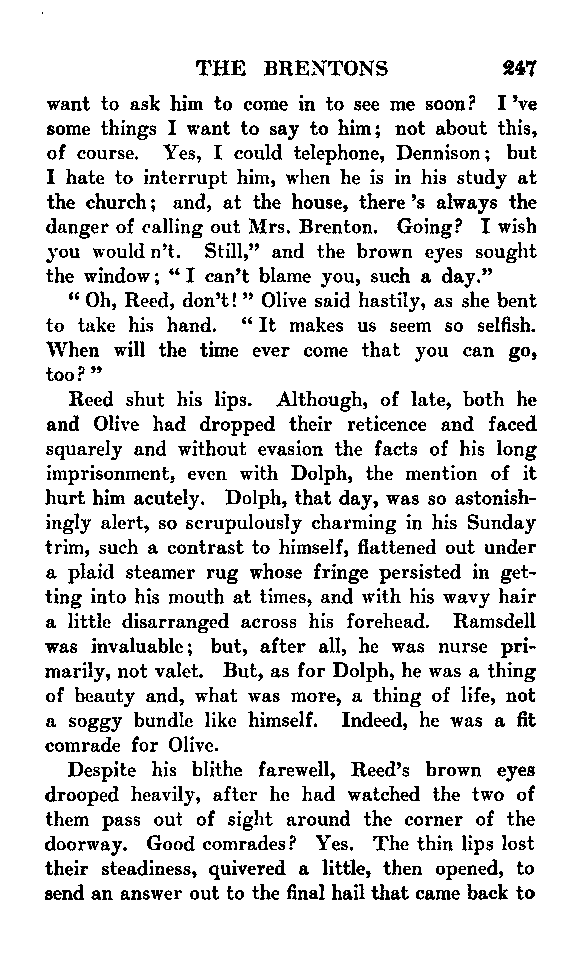 THE BRENTONS 247
want to ask him to come in to see me soon? I 've
some things I want to say to him; not about this,
of course. Yes, I could telephone, Dennison; but
I hate to interrupt him, when he is in his study at
the church; and, at the house, there 's always the
danger of calling out Mrs. Brenton. Going? I wish
you would n't. Still," and the brown eyes sought
the window; "I can't blame you, such a day."
"Oh, Reed, don't!" Olive said hastily, as she bent
to take his hand. "It makes us seem so selfish.
When will the time ever come that you can go,
too?"
Reed shut his lips. Although, of late, both he
and Olive had dropped their reticence and faced
squarely and without evasion the facts of his long
imprisonment, even with Dolph, the mention of it
hurt him acutely. Dolph, that day, was so astonish-
ingly alert, so scrupulously charming in his Sunday
trim, such a contrast to himself, flattened out under
a plaid steamer rug whose fringe persisted in get-
ting into his mouth at times, and with his wavy hair
a little disarranged across his forehead. Ramsdell
was invaluable; but, after all, he was nurse pri-
marily, not valet. But, as for Dolph, he was a thing
of beauty and, what was more, a thing of life, not
a soggy bundle like himself. Indeed, he was a fit
comrade for Olive.
Despite his blithe farewell, Reed's brown eyes
drooped heavily, after he had watched the two of
them pass out of sight around the corner of the
doorway. Good comrades? Yes. The thin lips lost
their steadiness, quivered a little, then opened, to
send an answer out to the final hail that came back to